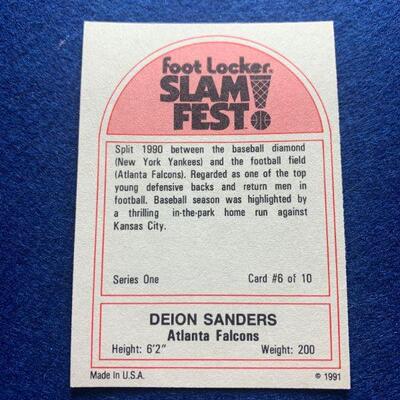 foot Locker®
SLAM
FEST!
Split 1990 between the baseball diamond
(New York Yankees) and the football field
(Atlanta Falcons). Regarded as one of the top
young defensive backs and return men in
football. Baseball season was highlighted by
a thrilling in-the-park home run against
Kansas City.
Series One Card #6 of 10
DEION SANDERS
Atlanta Falcons
Height: 6'2" Weight: 200
Made In U.S.A. © 1991